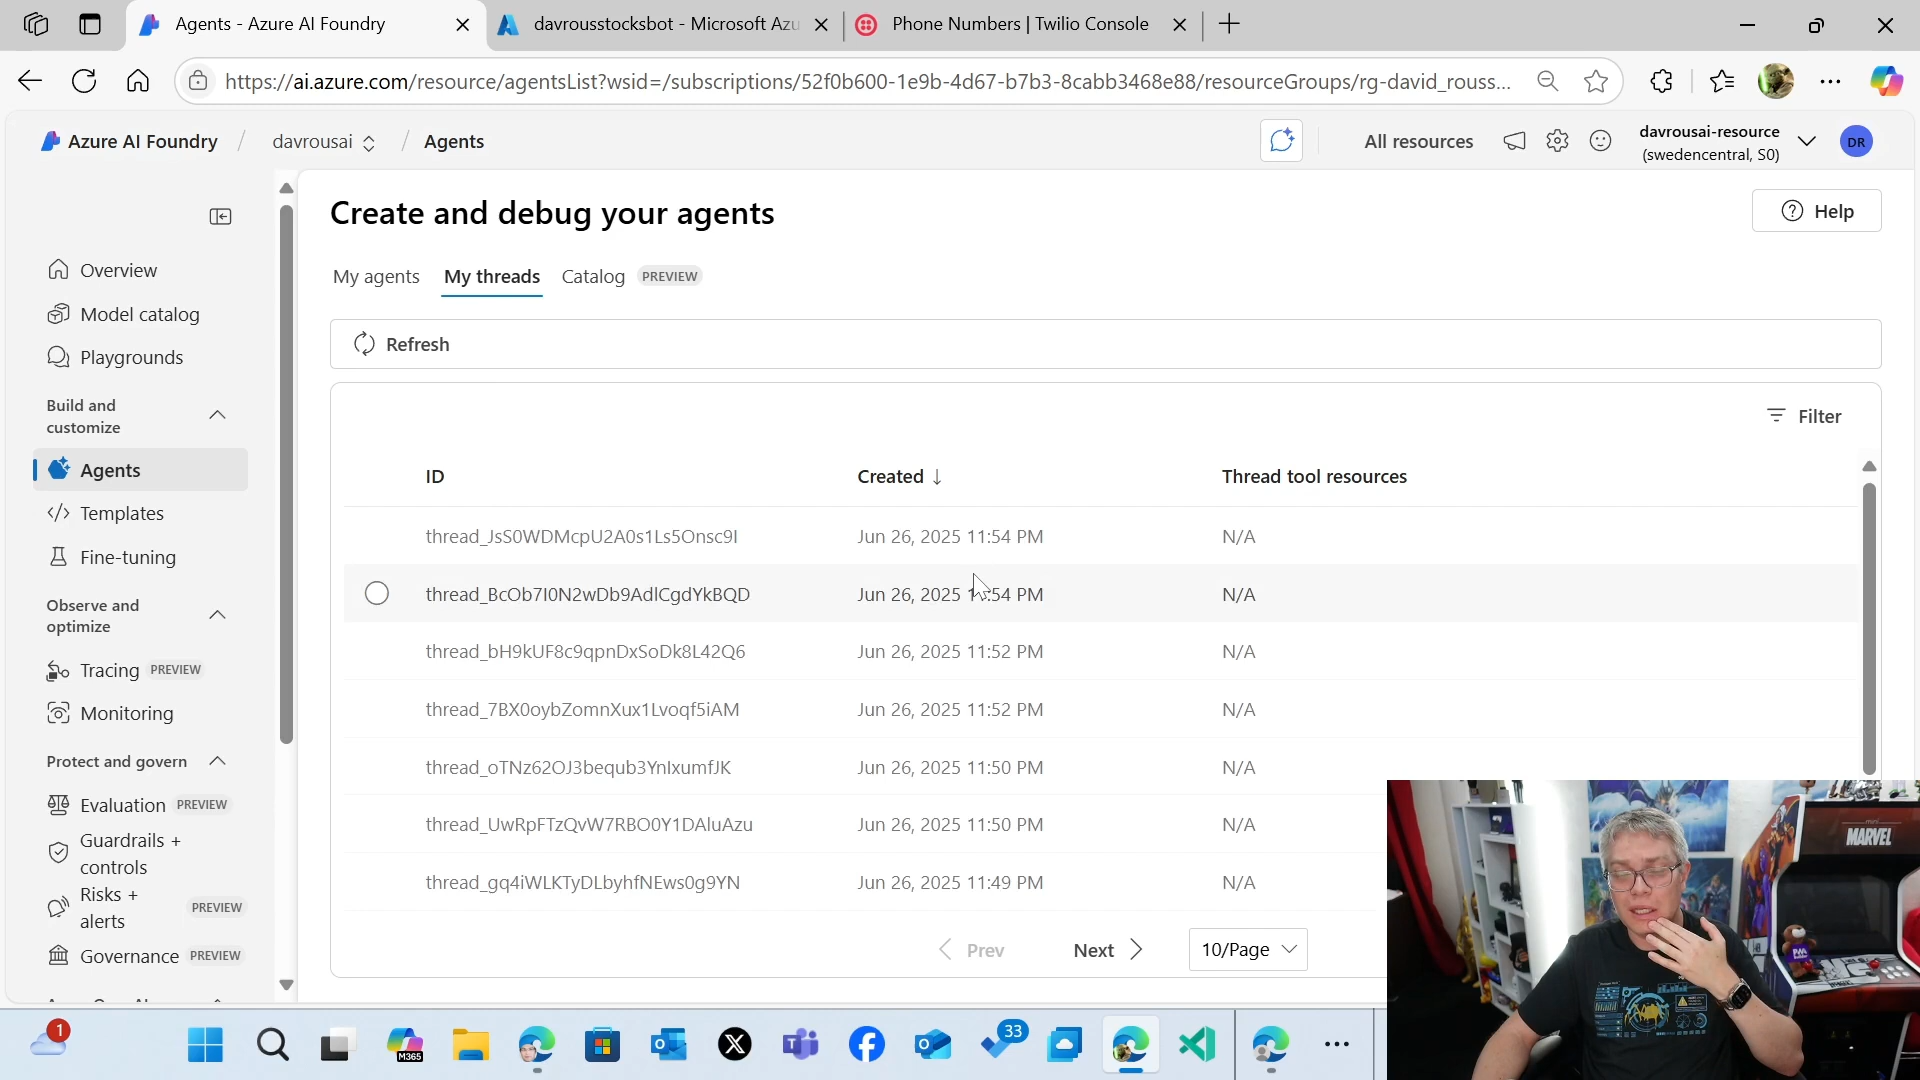 Agents - Azure AI Foundry
davrousstocksbot - Microsoft Azu
Phone Numbers | Twilio Console
https://ai.azure.com/resource/agentsList?wsid=/subscriptions/52f0b600-1e9b-4d67-b7b3-8cabb3468e88/resourceGroups/rg-david_rouss...
Azure AI Foundry / davrousai / Agents
All resources
davrousai-resource
(swedencentral, S0)
DR
Create and debug your agents
Help
My agents
My threads
Catalog PREVIEW
Refresh
Filter
Overview
Model catalog
Playgrounds
Build and
customize
Agents
Templates
Fine-tuning
Observe and
optimize
Tracing PREVIEW
Monitoring
Protect and govern
Evaluation PREVIEW
Guardrails +
controls
Risks +
alerts PREVIEW
Governance PREVIEW
ID Created ↓ Thread tool resources
thread_JsS0WDMcpU2A0s1Ls5Onsc9I Jun 26, 2025 11:54 PM N/A
thread_BcOb7I0N2wDb9AdlCgdYkBQD Jun 26, 2025 11:54 PM N/A
thread_bH9kUF8c9qpnDxSoDk8L42Q6 Jun 26, 2025 11:52 PM N/A
thread_7BX0oybZomnXux1Lvoqf5iAM Jun 26, 2025 11:52 PM N/A
thread_oTNz62OJ3bequb3YnlxumfJK Jun 26, 2025 11:50 PM N/A
thread_UwRpFTzQvW7RBO0Y1DAluAzu Jun 26, 2025 11:50 PM N/A
thread_gq4iWLKTyDLbyhfNEws0g9YN Jun 26, 2025 11:49 PM N/A
Prev
Next
10/Page
MARVEL
1
M365
33